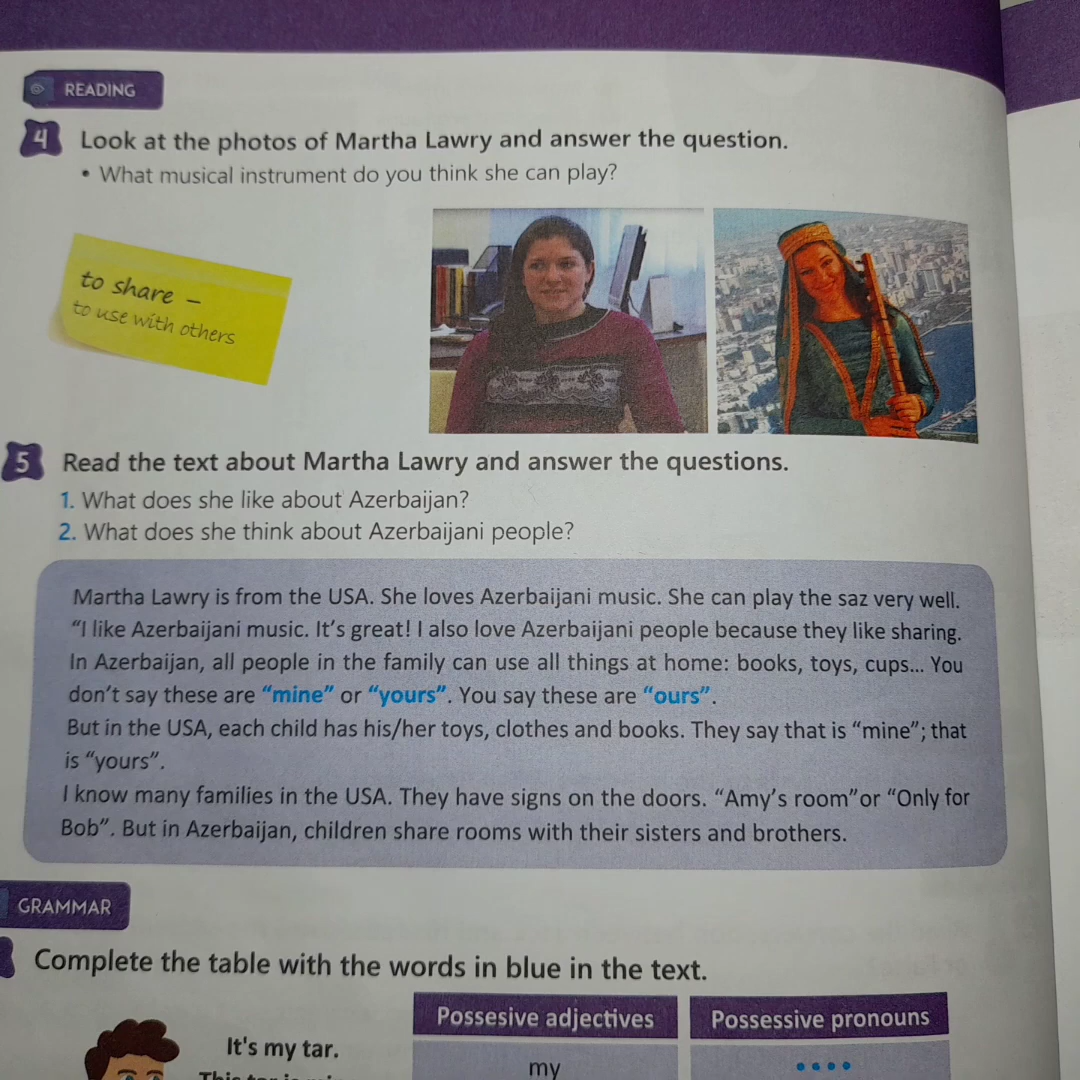 READING
4 Look at the photos of Martha Lawry and answer the question.
• What musical instrument do you think she can play?
to share –
to use with others
5 Read the text about Martha Lawry and answer the questions.
1. What does she like about Azerbaijan?
2. What does she think about Azerbaijani people?
Martha Lawry is from the USA. She loves Azerbaijani music. She can play the saz very well.
“I like Azerbaijani music. It’s great! I also love Azerbaijani people because they like sharing.
In Azerbaijan, all people in the family can use all things at home: books, toys, cups... You
don’t say these are “mine” or “yours”. You say these are “ours”.
But in the USA, each child has his/her toys, clothes and books. They say that is “mine”; that
is “yours”.
I know many families in the USA. They have signs on the doors. “Amy’s room”or “Only for
Bob”. But in Azerbaijan, children share rooms with their sisters and brothers.
GRAMMAR
Complete the table with the words in blue in the text.
Possesive adjectives Possessive pronouns
It's my tar.
my ••••